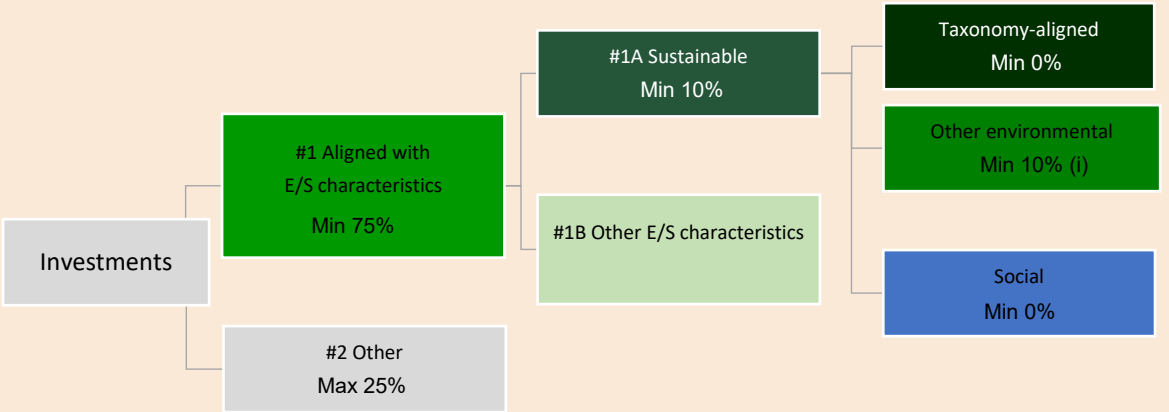 Investments
#1 Aligned with
E/S characteristics
Min 75%
#2 Other
Max 25%
#1A Sustainable
Min 10%
#1B Other E/S characteristics
Taxonomy-aligned
Min 0%
Other environmental
Min 10% (i)
Social
Min 0%